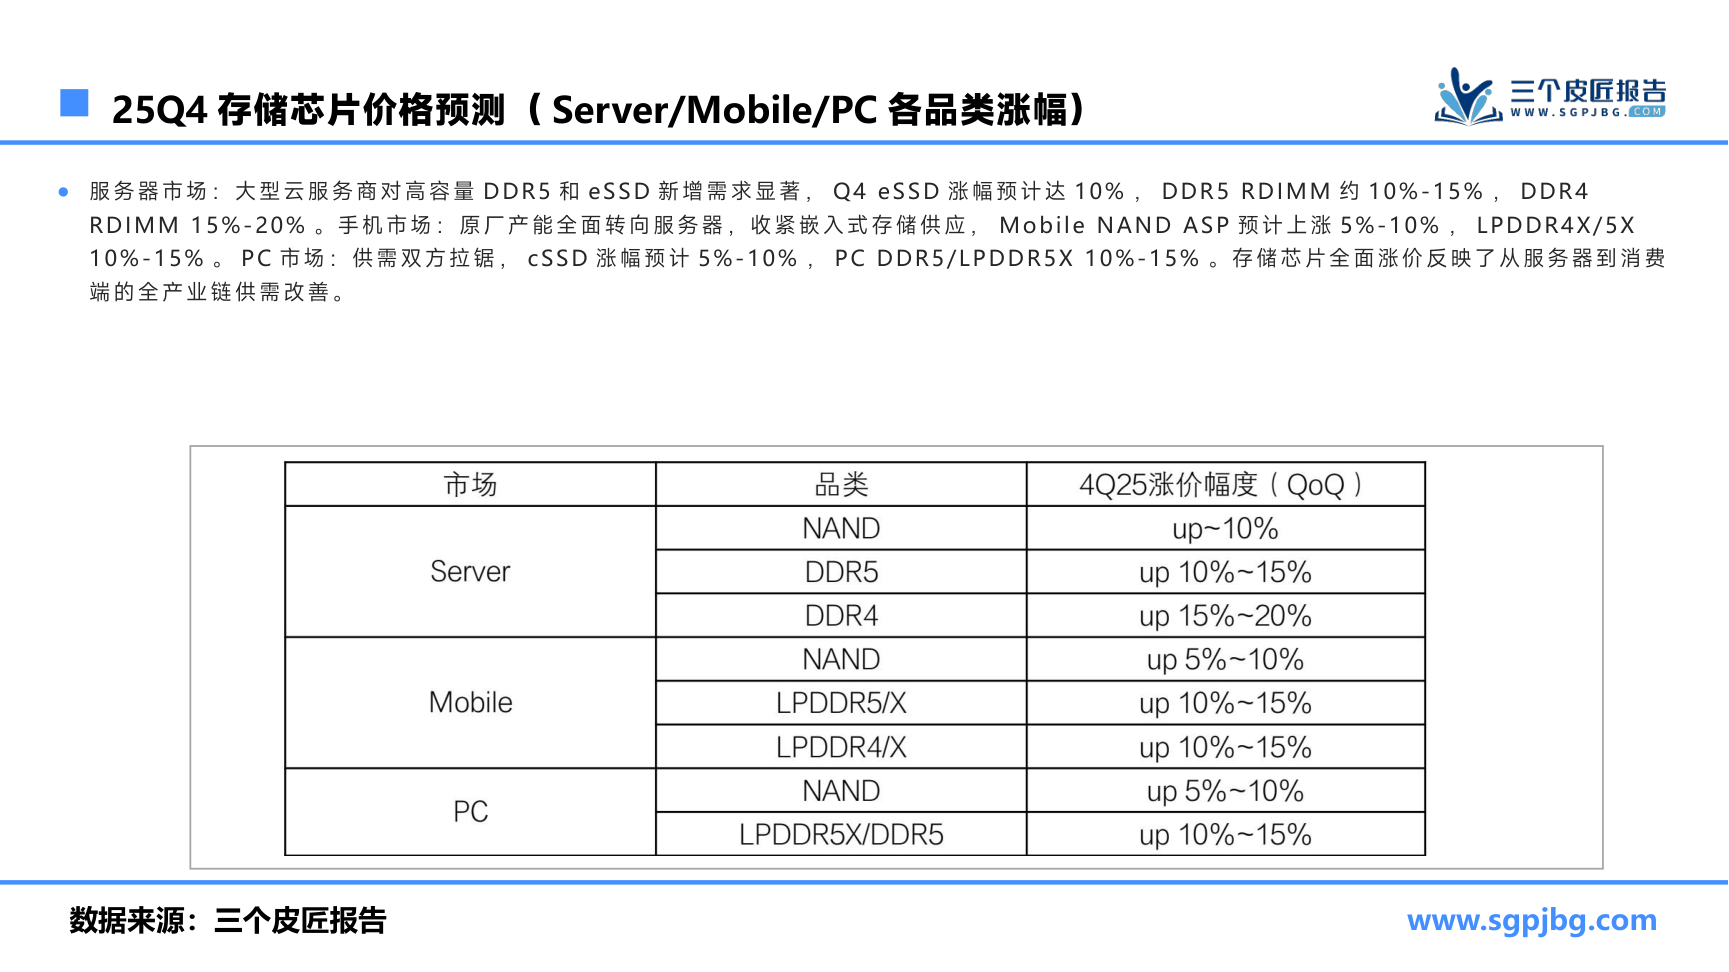 25Q4 存储芯片价格预测（ Server/Mobile/PC 各品类涨幅）
三个皮匠报告
WWW.SGPJBG.COM
服务器市场：大型云服务商对高容量 DDR5 和 eSSD 新增需求显著， Q4 eSSD 涨幅预计达 10% ， DDR5 RDIMM 约 10%-15% ， DDR4
RDIMM 15%-20% 。手机市场：原厂产能全面转向服务器，收紧嵌入式存储供应， Mobile NAND ASP 预计上涨 5%-10% ， LPDDR4X/5X
10%-15% 。 PC 市场：供需双方拉锯， cSSD 涨幅预计 5%-10% ， PC DDR5/LPDDR5X 10%-15% 。存储芯片全面涨价反映了从服务器到消费
端的全产业链供需改善。
市场 品类 4Q25涨价幅度（QoQ）
Server NAND up~10%
DDR5 up 10%~15%
DDR4 up 15%~20%
Mobile NAND up 5%~10%
LPDDR5/X up 10%~15%
LPDDR4/X up 10%~15%
PC NAND up 5%~10%
LPDDR5X/DDR5 up 10%~15%
数据来源：三个皮匠报告
www.sgpjbg.com